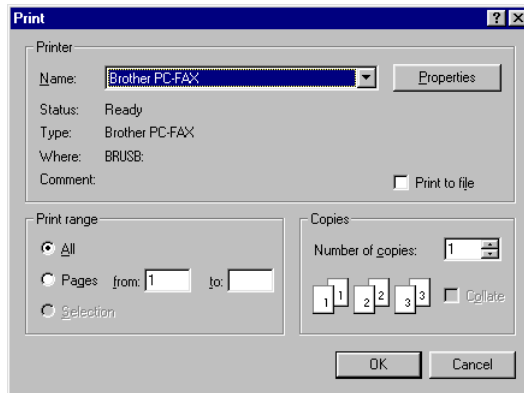 Print
Printer
Name: Brother PC-FAX Properties
Status: Ready
Type: Brother PC-FAX
Where: BRUSB:
Comment: Print to file
Print range
All
Pages from: 1 to:
Selection
Copies
Number of copies: 1
1 1 2 2 3 3 Collate
OK Cancel